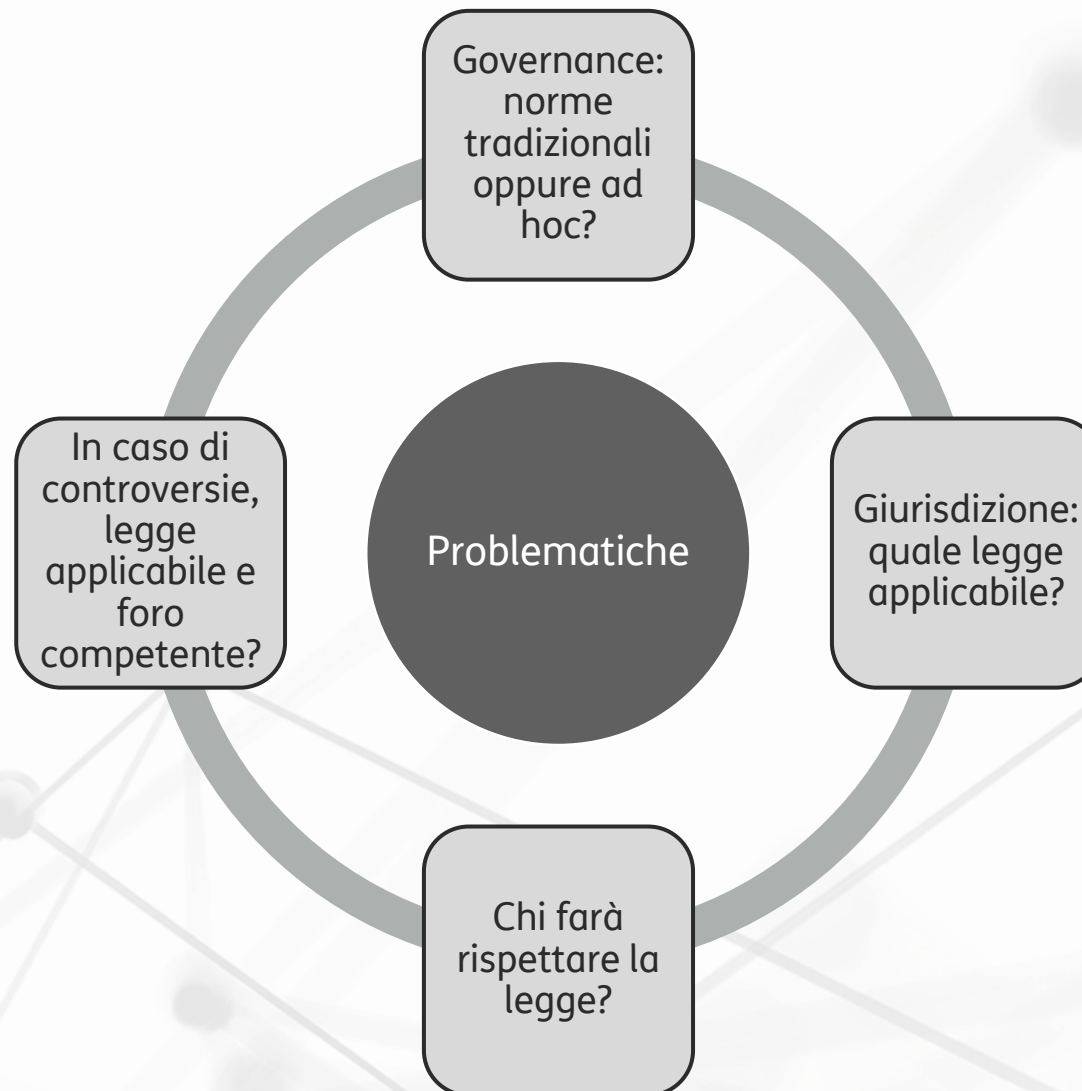 Governance:
norme
tradizionali
oppure ad
hoc?
In caso di
controversie,
legge
applicabile e
foro
competente?
Problematiche
Giurisdizione:
quale legge
applicabile?
Chi farà
rispettare la
legge?